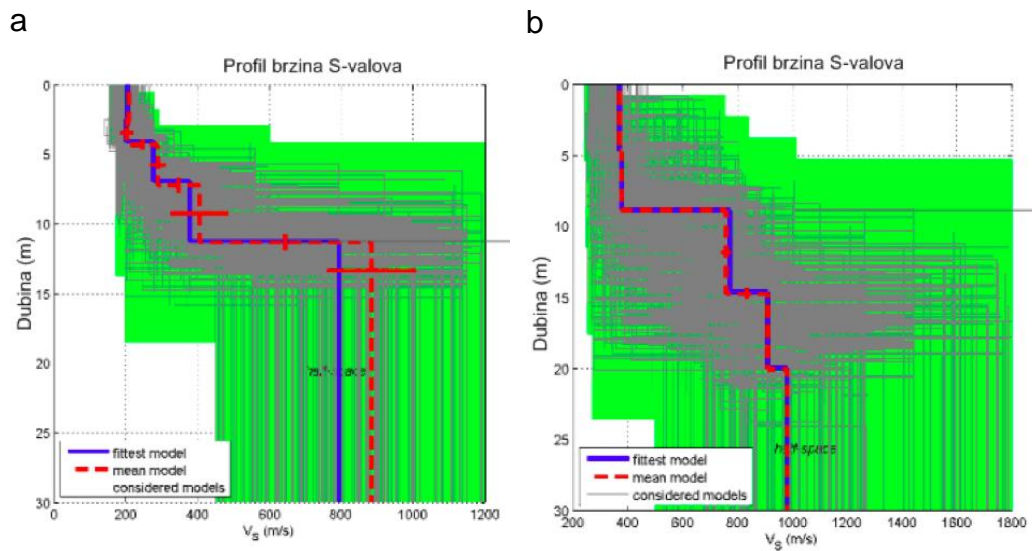 a
Profil brzina S-valova
0
5
10
15
20
25
30
Dubina (m)
fittest model
mean model
considered models
0 200 400 600 800 1000 1200
Vs (m/s)
b
Profil brzina S-valova
0
5
10
15
20
25
30
Dubina (m)
half-space
fittest model
mean model
considered models
200 400 600 800 1000 1200 1400 1600 1800
Vs (m/s)